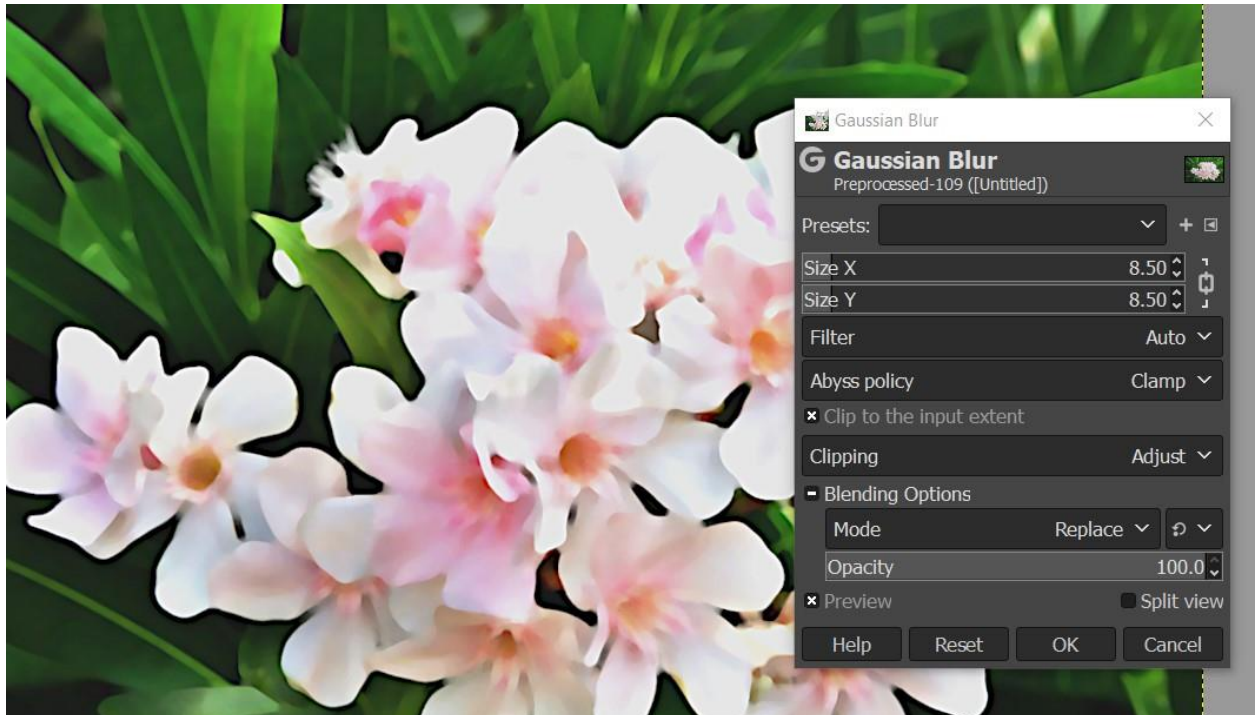 Gaussian Blur
Gaussian Blur
Preprocessed-109 ([Untitled])
Presets:
Size X 8.50
Size Y 8.50
Filter Auto
Abyss policy Clamp
Clip to the input extent
Clipping Adjust
Blending Options
Mode Replace
Opacity 100.0
Preview Split view
Help Reset OK Cancel